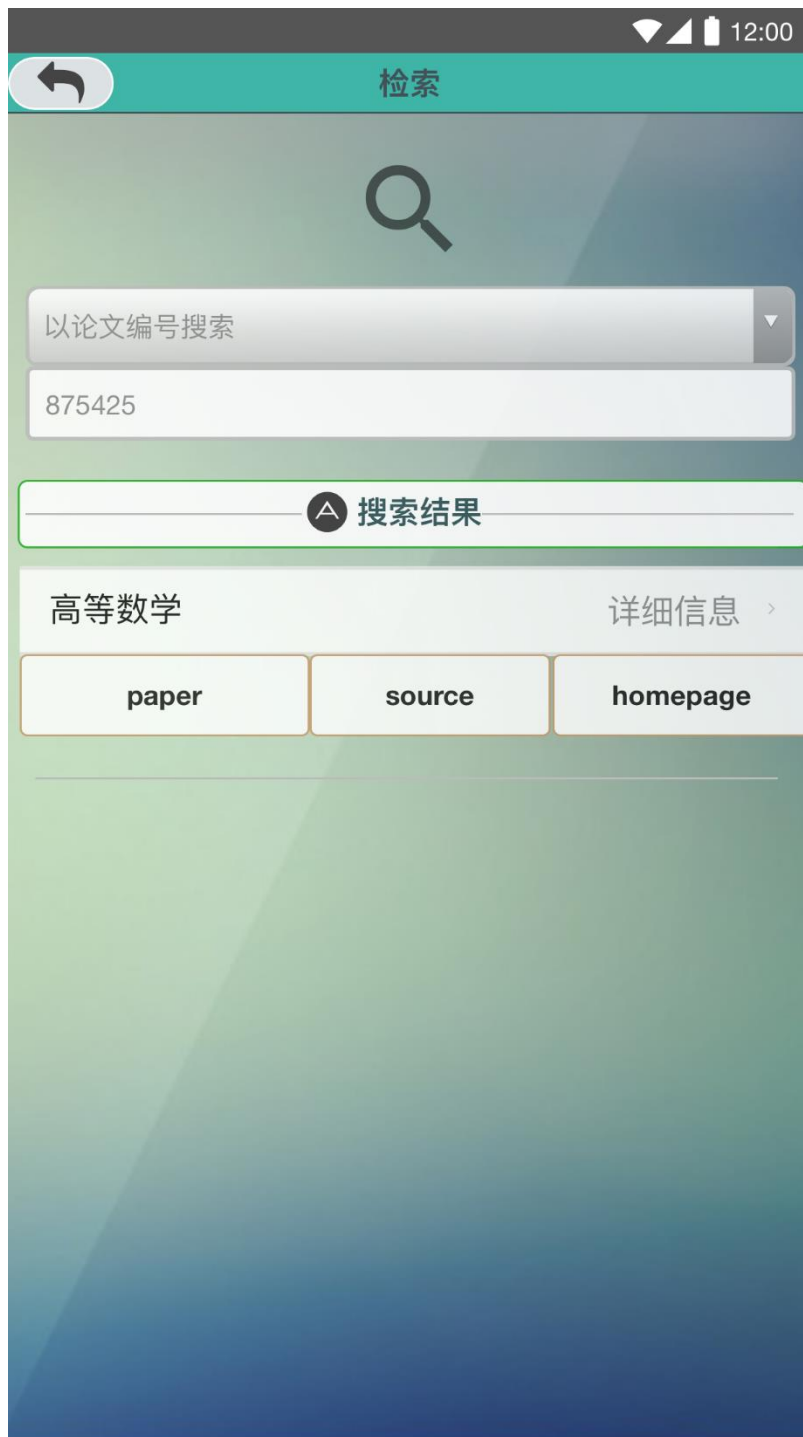 12:00
检索
以论文编号搜索
875425
搜索结果
高等数学 详细信息
paper source homepage